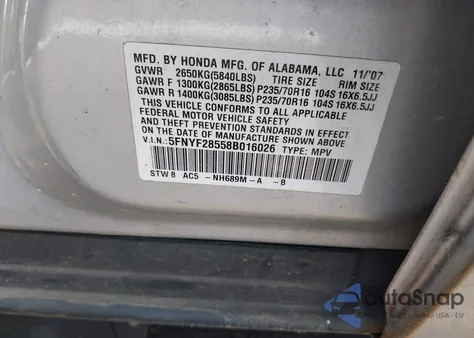 MFD. BY HONDA MFG. OF ALABAMA, LLC 11/'07
GVWR 2650KG(5840LBS) TIRE SIZE RIM SIZE
GAWR F 1300KG(2865LBS) P235/70R16 104S 16X6.5JJ
GAWR R 1400KG(3085LBS) P235/70R16 104S 16X6.5JJ
THIS VEHICLE CONFORMS TO ALL APPLICABLE
FEDERAL MOTOR VEHICLE SAFETY
STANDARDS IN EFFECT ON THE DATE OF
MANUFACTURE SHOWN ABOVE.
V.I.N.: 5FNYF28558B016026 TYPE: MPV
STW 8 AC5 -NH689M-A -B
autoSnap